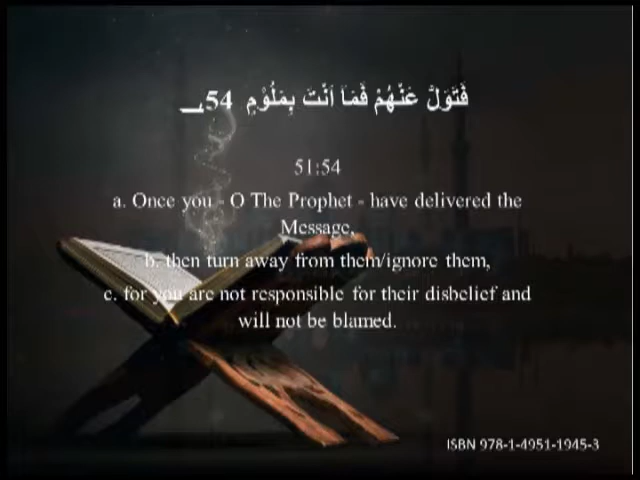 فَتَوَلَّ عَنْهُمْ فَمَاۤ اَنْتَ بِمَلُوْمٍ ۔54
51:54
a. Once you - O The Prophet - have delivered the
Message,
b. then turn away from them/ignore them,
c. for you are not responsible for their disbelief and
will not be blamed.
ISBN 978-1-4951-1945-3